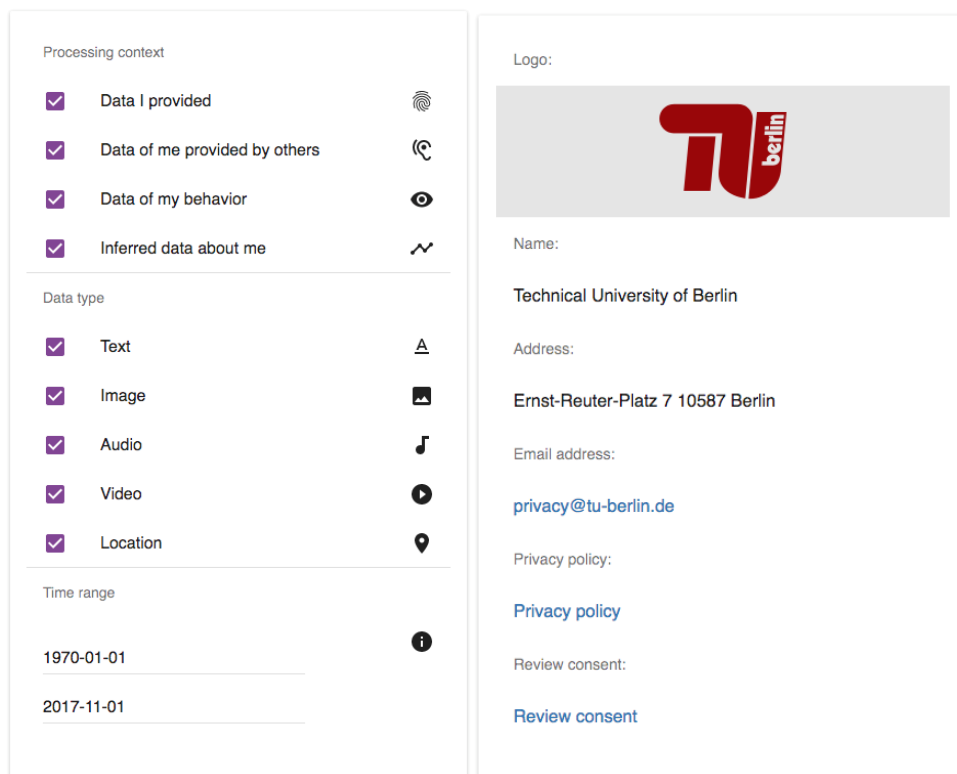 Processing context
Data I provided
Data of me provided by others
Data of my behavior
Inferred data about me
Data type
Text
A
Image
Audio
Video
Location
Time range
i
1970-01-01
2017-11-01
Logo:
TU berlin
Name:
Technical University of Berlin
Address:
Ernst-Reuter-Platz 7 10587 Berlin
Email address:
privacy@tu-berlin.de
Privacy policy:
Privacy policy
Review consent:
Review consent